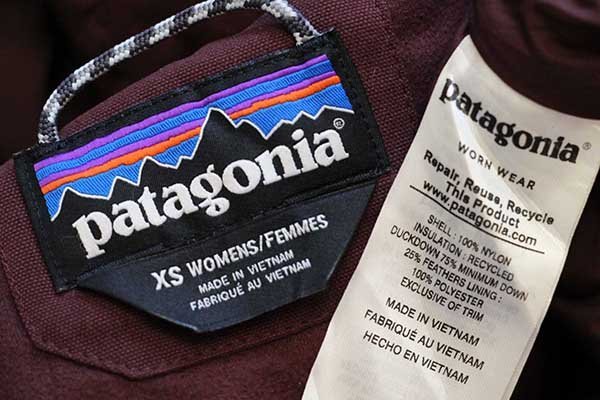 patagonia®
XS WOMENS/FEMMES
MADE IN VIETNAM
FABRIQUÉ AU VIETNAM
patagonia®
WORN WEAR
Repair, Reuse, Recycle
This Product
www.patagonia.com
SHELL : 100% NYLON
INSULATION : RECYCLED
DUCKDOWN 75% MINIMUM DOWN
25% FEATHERS LINING :
100% POLYESTER
EXCLUSIVE OF TRIM
MADE IN VIETNAM
FABRIQUÉ AU VIETNAM
HECHO EN VIETNAM